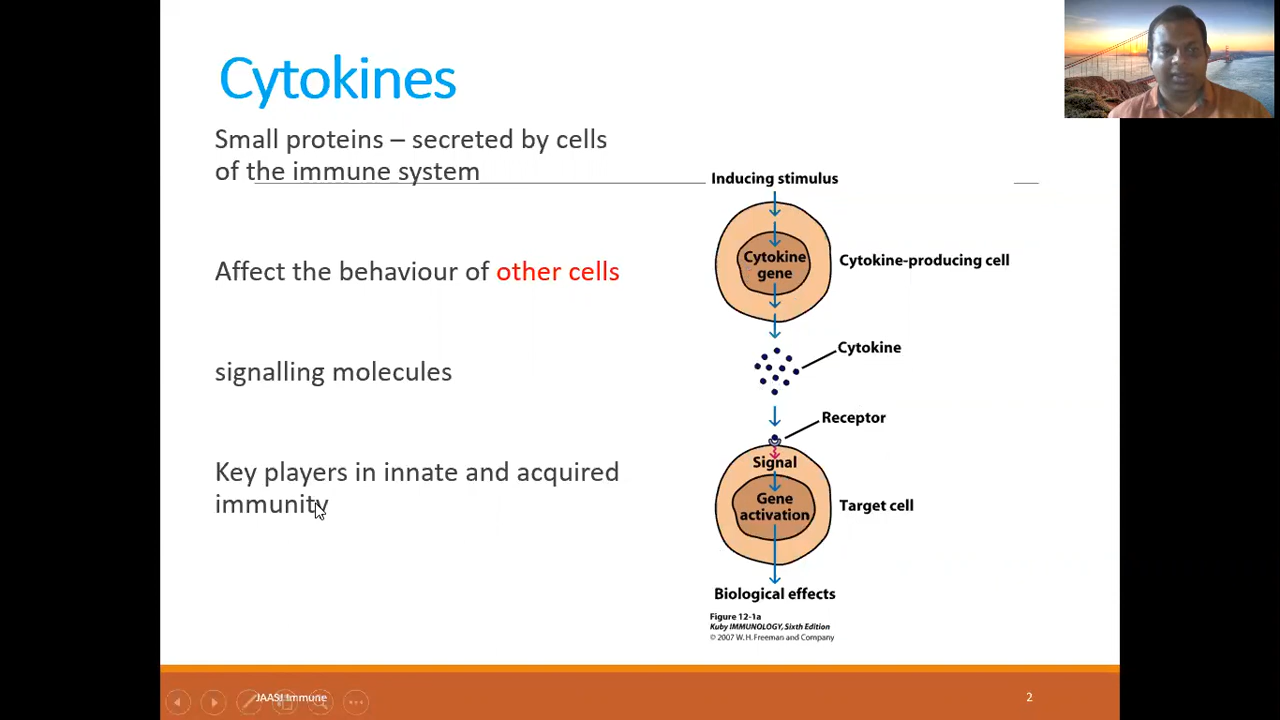 Cytokines
Small proteins – secreted by cells
of the immune system
Affect the behaviour of other cells
signalling molecules
Key players in innate and acquired
immunity
Inducing stimulus
Cytokine
gene
Cytokine-producing cell
Cytokine
Receptor
Signal
Gene
activation
Target cell
Biological effects
Figure 12-1a
Kuby IMMUNOLOGY, Sixth Edition
© 2007 W. H. Freeman and Company
JAASI Immune
2